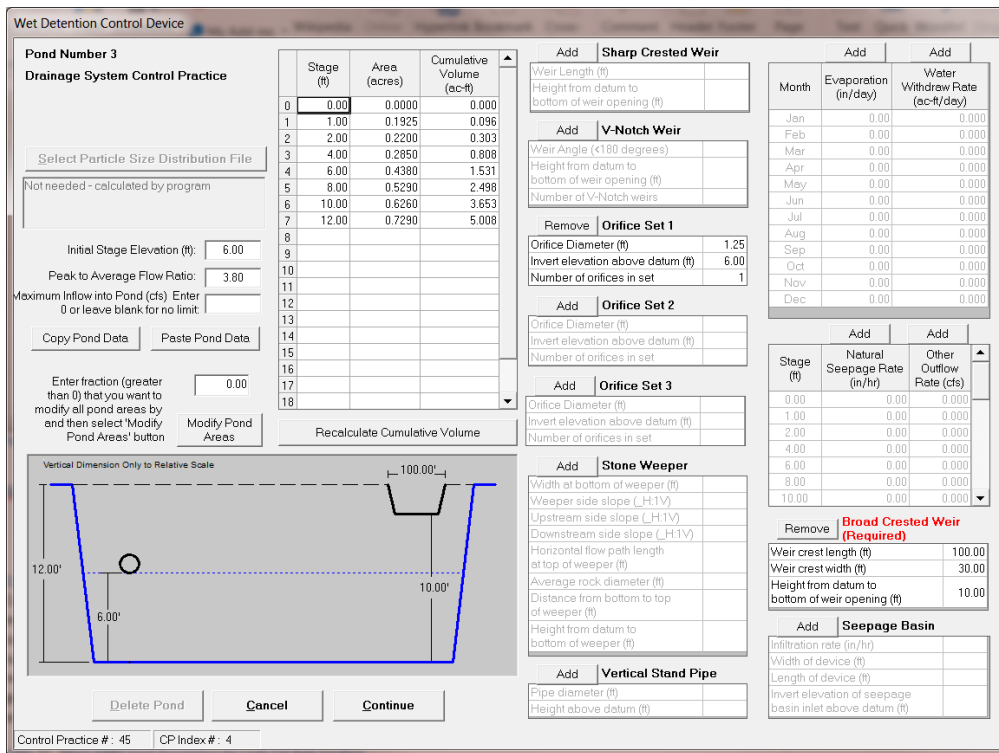 Wet Detention Control Device
Pond Number 3
Drainage System Control Practice
Select Particle Size Distribution File
Not needed - calculated by program
Initial Stage Elevation (ft): 6.00
Peak to Average Flow Ratio: 3.80
Maximum Inflow into Pond (cfs) Enter
0 or leave blank for no limit:
Copy Pond Data Paste Pond Data
Enter fraction (greater 0.00
than 0) that you want to
modify all pond areas by
and then select 'Modify
Pond Areas' button
Modify Pond
Areas
Stage
(ft)
Area
(acres)
Cumulative
Volume
(ac-ft)
0 0.00 0.0000 0.000
1 1.00 0.1925 0.096
2 2.00 0.2200 0.303
3 4.00 0.2850 0.808
4 6.00 0.4380 1.531
5 8.00 0.5290 2.498
6 10.00 0.6260 3.653
7 12.00 0.7290 5.008
8
9
10
11
12
13
14
15
16
17
18
Recalculate Cumulative Volume
Vertical Dimension Only to Relative Scale
100.00'
12.00'
6.00'
10.00'
Delete Pond Cancel Continue
Control Practice # : 45 CP Index # : 4
Add Sharp Crested Weir
Weir Length (ft)
Height from datum to
bottom of weir opening (ft)
Add V-Notch Weir
Weir Angle (<180 degrees)
Height from datum to
bottom of weir opening (ft)
Number of V-Notch weirs
Remove Orifice Set 1
Orifice Diameter (ft) 1.25
Invert elevation above datum (ft) 6.00
Number of orifices in set 1
Add Orifice Set 2
Orifice Diameter (ft)
Invert elevation above datum (ft)
Number of orifices in set
Add Orifice Set 3
Orifice Diameter (ft)
Invert elevation above datum (ft)
Number of orifices in set
Add Stone Weeper
Width at bottom of weeper (ft)
Weeper side slope (_H:1V)
Upstream side slope (_H:1V)
Downstream side slope (_H:1V)
Horizontal flow path length
at top of weeper (ft)
Average rock diameter (ft)
Distance from bottom to top
of weeper (ft)
Height from datum to
bottom of weeper (ft)
Add Vertical Stand Pipe
Pipe diameter (ft)
Height above datum (ft)
Add Add
Month
Evaporation
(in/day)
Water
Withdraw Rate
(ac-ft/day)
Jan 0.00 0.000
Feb 0.00 0.000
Mar 0.00 0.000
Apr 0.00 0.000
May 0.00 0.000
Jun 0.00 0.000
Jul 0.00 0.000
Aug 0.00 0.000
Sep 0.00 0.000
Oct 0.00 0.000
Nov 0.00 0.000
Dec 0.00 0.000
Add Add
Stage
(ft)
Natural
Seepage Rate
(in/hr)
Other
Outflow
Rate (cfs)
0.00 0.00 0.000
1.00 0.00 0.000
2.00 0.00 0.000
4.00 0.00 0.000
6.00 0.00 0.000
8.00 0.00 0.000
10.00 0.00 0.000
Remove Broad Crested Weir
(Required)
Weir crest length (ft) 100.00
Weir crest width (ft) 30.00
Height from datum to
bottom of weir opening (ft) 10.00
Add Seepage Basin
Infiltration rate (in/hr)
Width of device (ft)
Length of device (ft)
Invert elevation of seepage
basin inlet above datum (ft)